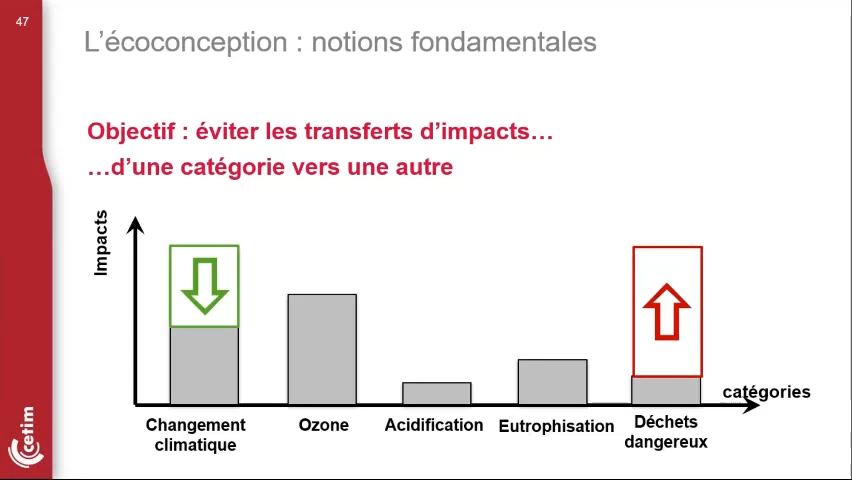 47
L’écoconception : notions fondamentales
Objectif : éviter les transferts d’impacts…
…d’une catégorie vers une autre
Impacts
catégories
Changement
climatique
Ozone
Acidification
Eutrophisation
Déchets
dangereux
cetim